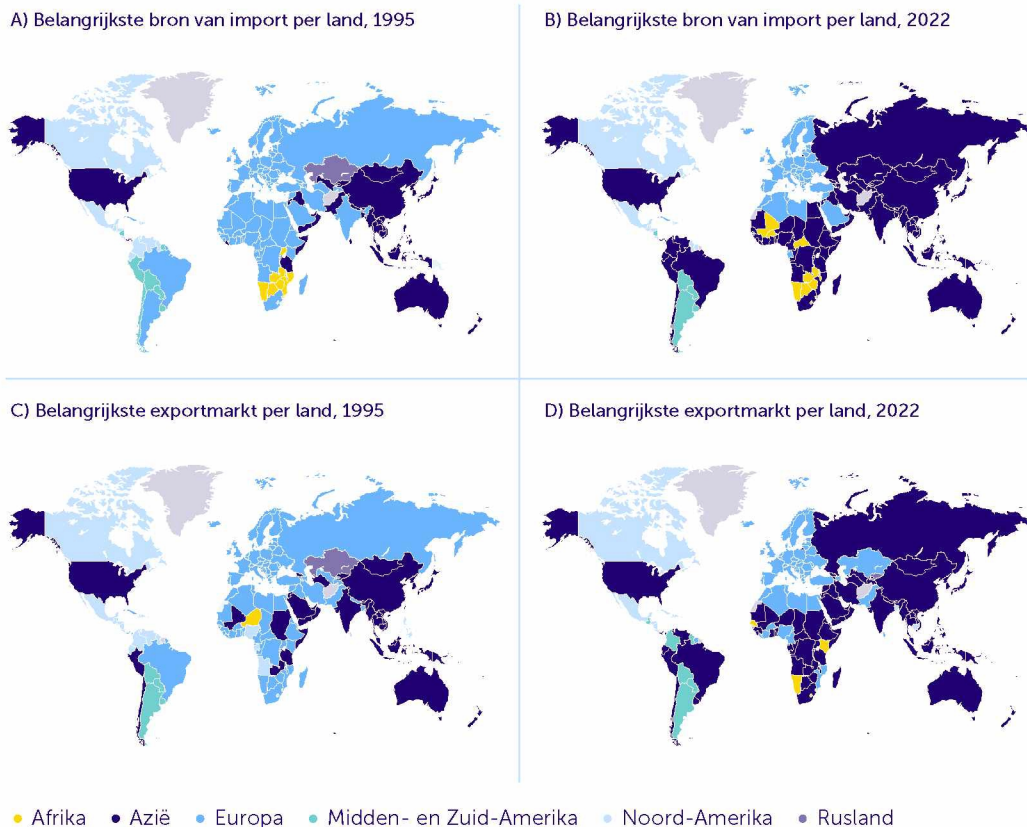 A) Belangrijkste bron van import per land, 1995
B) Belangrijkste bron van import per land, 2022
C) Belangrijkste exportmarkt per land, 1995
D) Belangrijkste exportmarkt per land, 2022
Afrika Azië Europa Midden- en Zuid-Amerika Noord-Amerika Rusland